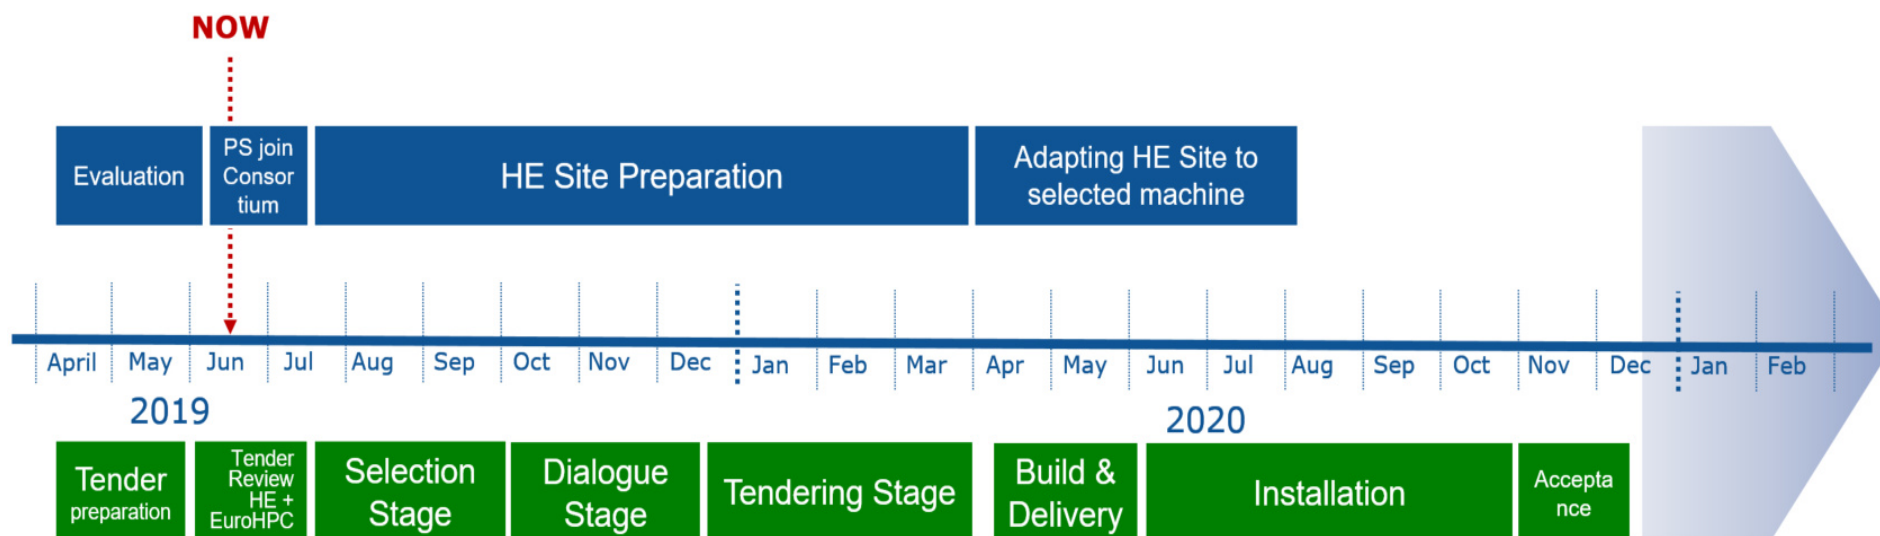 NOW
Evaluation
PS join
Consor
tium
HE Site Preparation
Adapting HE Site to
selected machine
April May Jun Jul Aug Sep Oct Nov Dec Jan Feb Mar Apr May Jun Jul Aug Sep Oct Nov Dec Jan Feb
2019
2020
Tender
preparation
Tender
Review
HE +
EuroHPC
Selection
Stage
Dialogue
Stage
Tendering Stage
Build &
Delivery
Installation
Accepta
nce